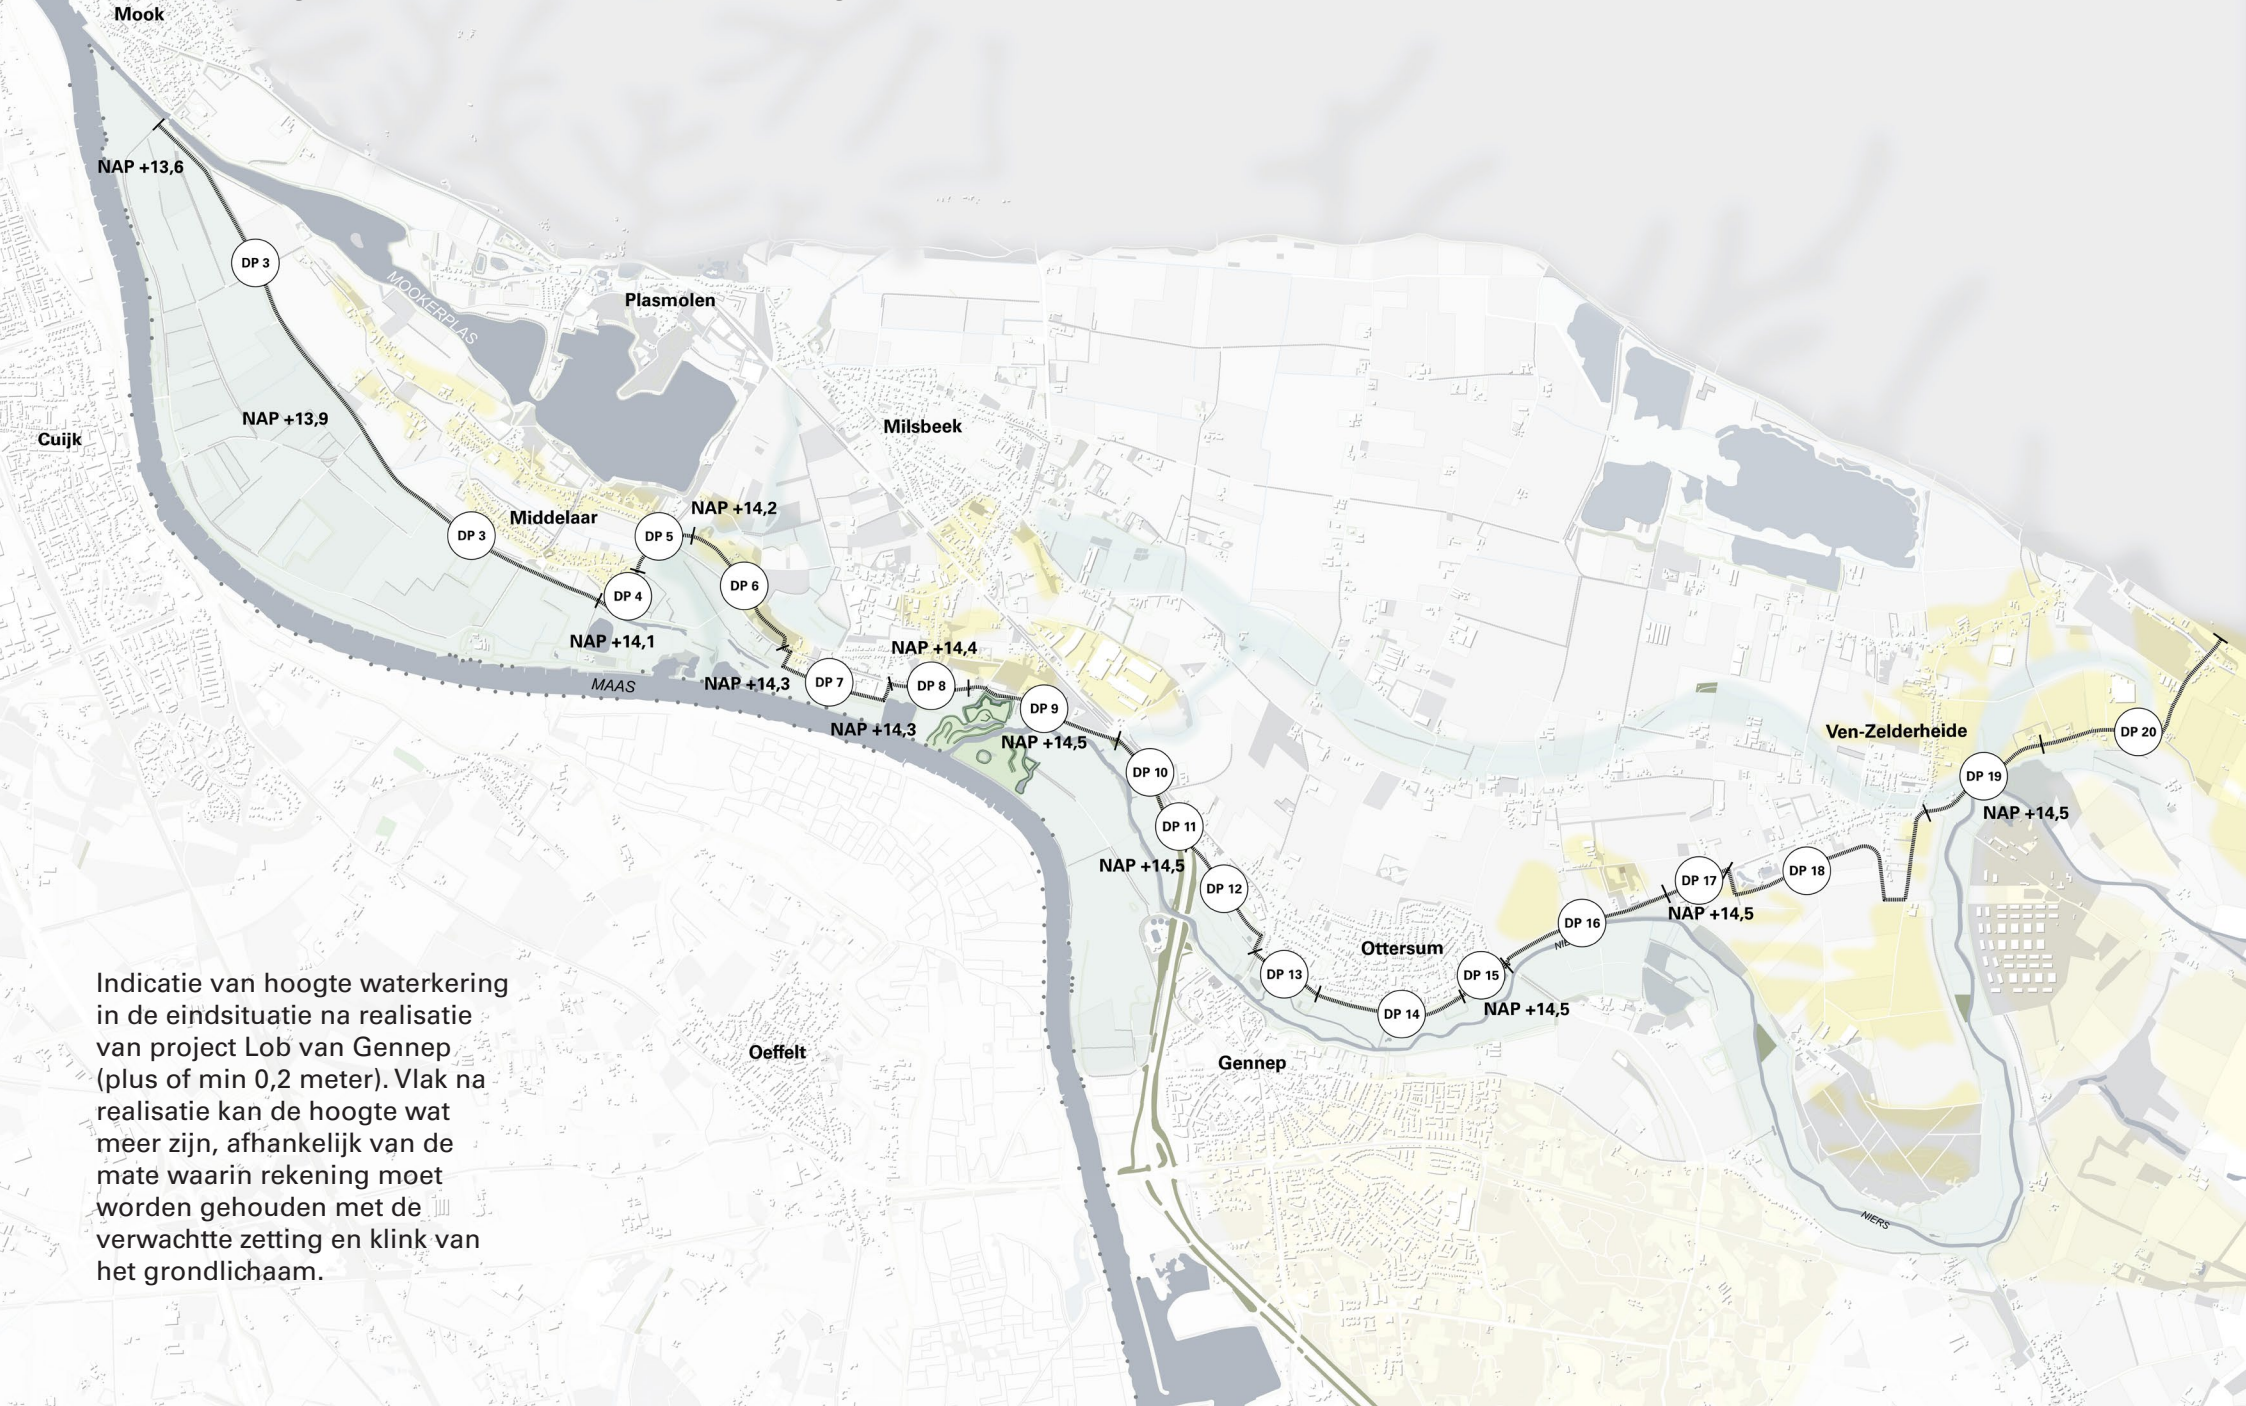 Mook
NAP +13,6
DP 3
MOOKERPLAS
Plasmolen
NAP +13,9
Cuijk
Milsbeek
DP 3
Middelaar
DP 5
NAP +14,2
DP 4
DP 6
NAP +14,1
MAAS
NAP +14,3
DP 7
NAP +14,4
DP 8
NAP +14,3
DP 9
NAP +14,5
DP 10
DP 11
NAP +14,5
DP 12
DP 13
Ottersum
DP 14
DP 15
NAP +14,5
DP 16
DP 17
NAP +14,5
DP 18
Ven-Zelderheide
DP 19
NAP +14,5
DP 20
Oeffelt
Gennep
NIERS
Indicatie van hoogte waterkering
in de eindsituatie na realisatie
van project Lob van Gennep
(plus of min 0,2 meter). Vlak na
realisatie kan de hoogte wat
meer zijn, afhankelijk van de
mate waarin rekening moet
worden gehouden met de
verwachtte zetting en klink van
het grondlichaam.